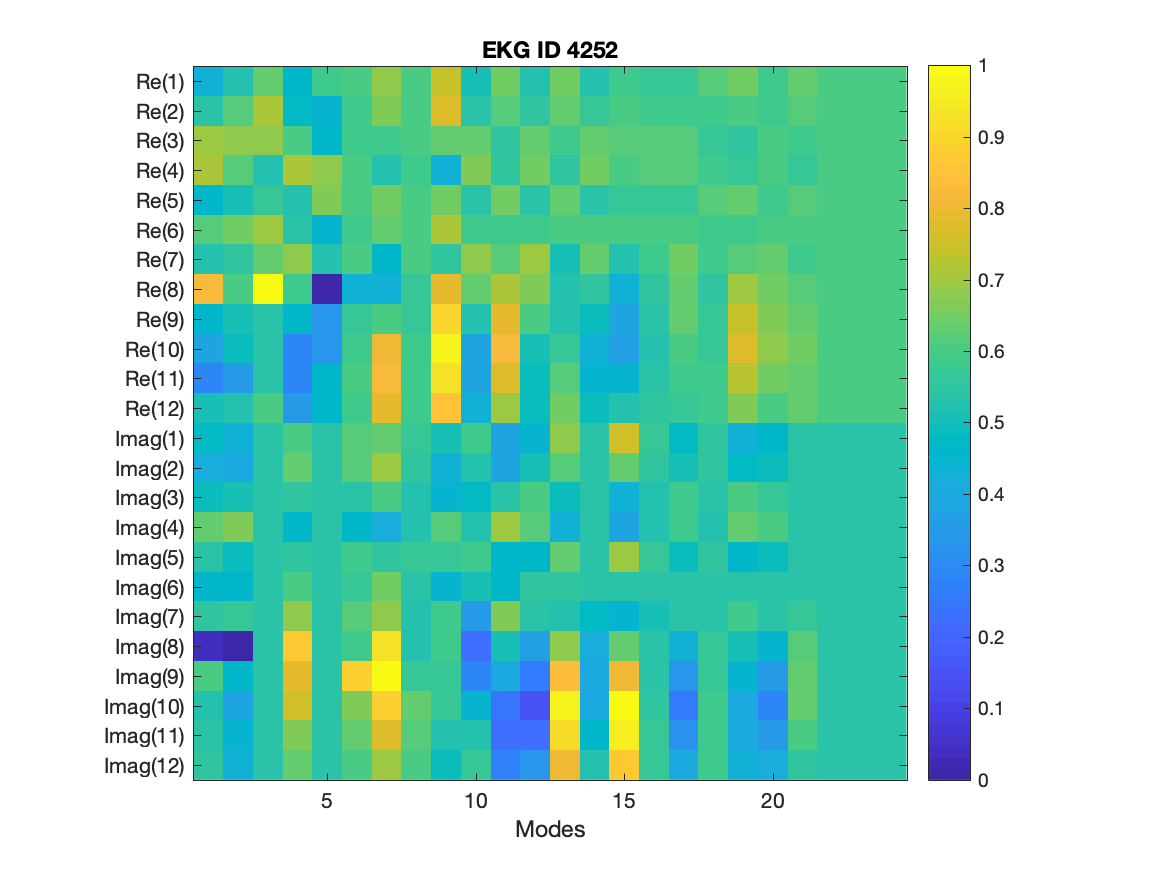 EKG ID 4252
Re(1)
Re(2)
Re(3)
Re(4)
Re(5)
Re(6)
Re(7)
Re(8)
Re(9)
Re(10)
Re(11)
Re(12)
Imag(1)
Imag(2)
Imag(3)
Imag(4)
Imag(5)
Imag(6)
Imag(7)
Imag(8)
Imag(9)
Imag(10)
Imag(11)
Imag(12)
5 10 15 20
Modes
1
0.9
0.8
0.7
0.6
0.5
0.4
0.3
0.2
0.1
0